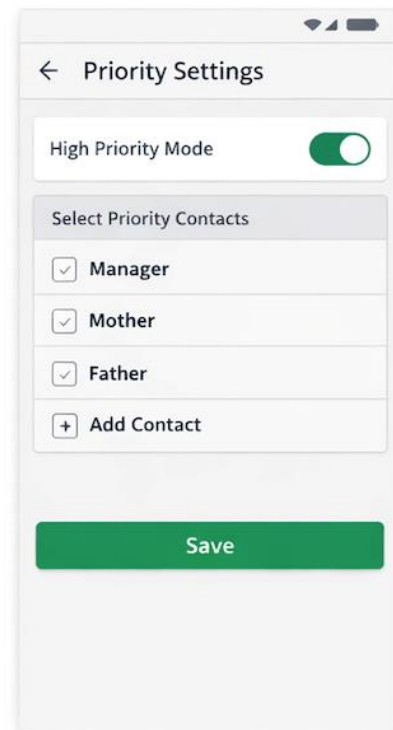 Priority Settings
High Priority Mode
Select Priority Contacts
Manager
Mother
Father
Add Contact
Save